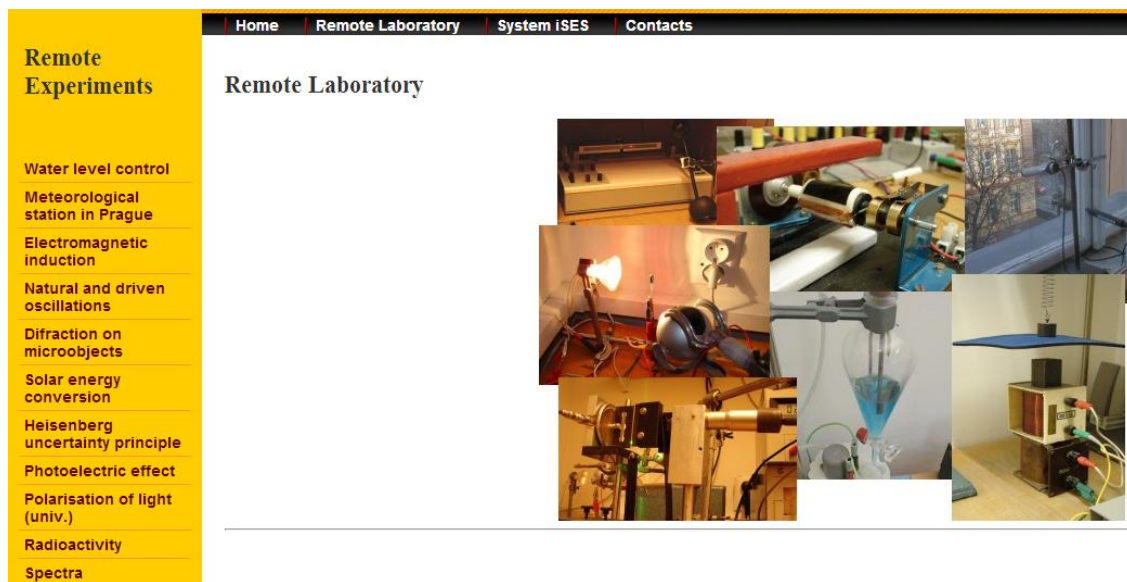 Home
Remote Laboratory
System iSES
Contacts
Remote
Experiments
Remote Laboratory
Water level control
Meteorological
station in Prague
Electromagnetic
induction
Natural and driven
oscillations
Difraction on
microobjects
Solar energy
conversion
Heisenberg
uncertainty principle
Photoelectric effect
Polarisation of light
(univ.)
Radioactivity
Spectra